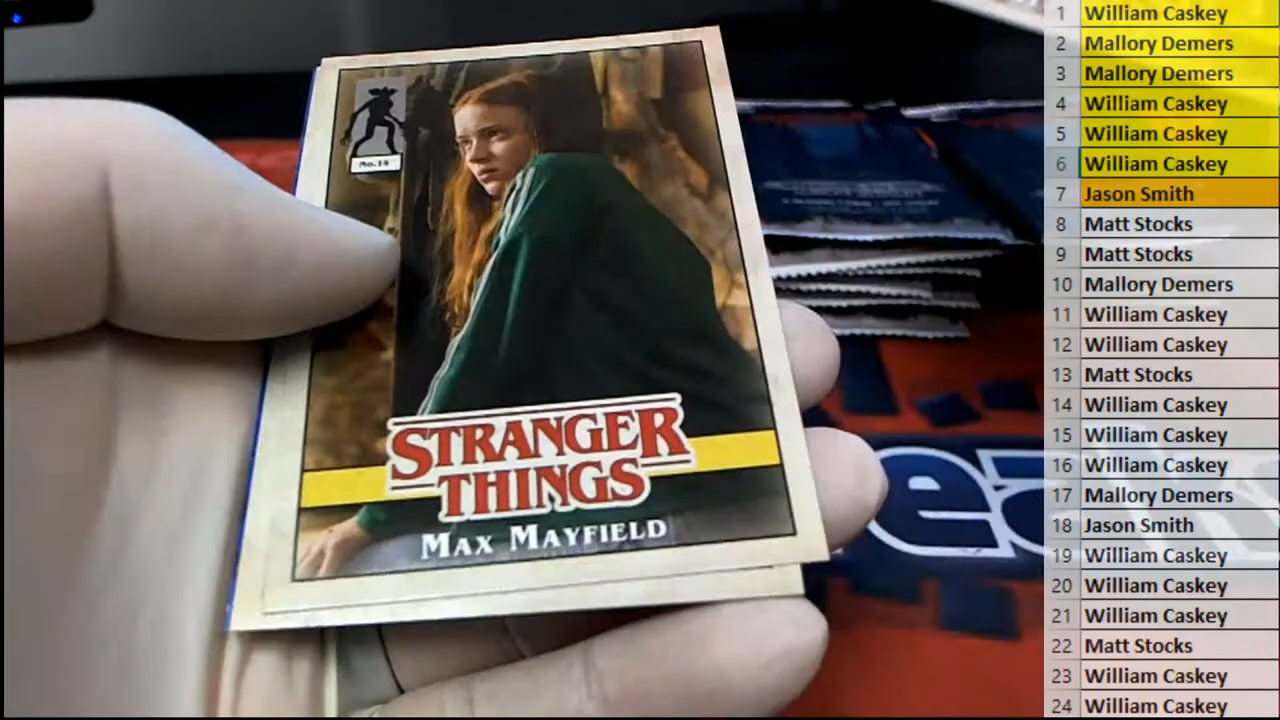 No.14
STRANGER
THINGS
MAX MAYFIELD
1 William Caskey
2 Mallory Demers
3 Mallory Demers
4 William Caskey
5 William Caskey
6 William Caskey
7 Jason Smith
8 Matt Stocks
9 Matt Stocks
10 Mallory Demers
11 William Caskey
12 William Caskey
13 Matt Stocks
14 William Caskey
15 William Caskey
16 William Caskey
17 Mallory Demers
18 Jason Smith
19 William Caskey
20 William Caskey
21 William Caskey
22 Matt Stocks
23 William Caskey
24 William Caskey